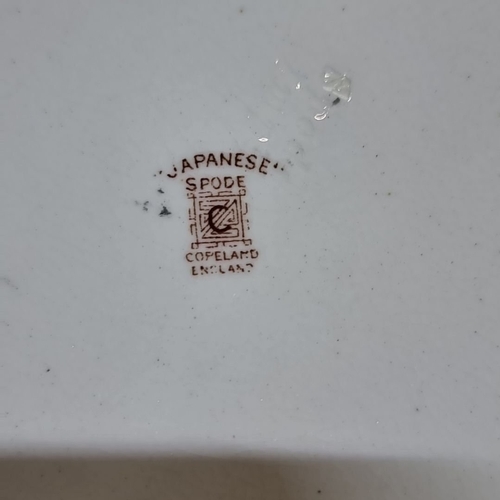 "JAPANESE"
SPODE
C
COPELAND
ENGLAND